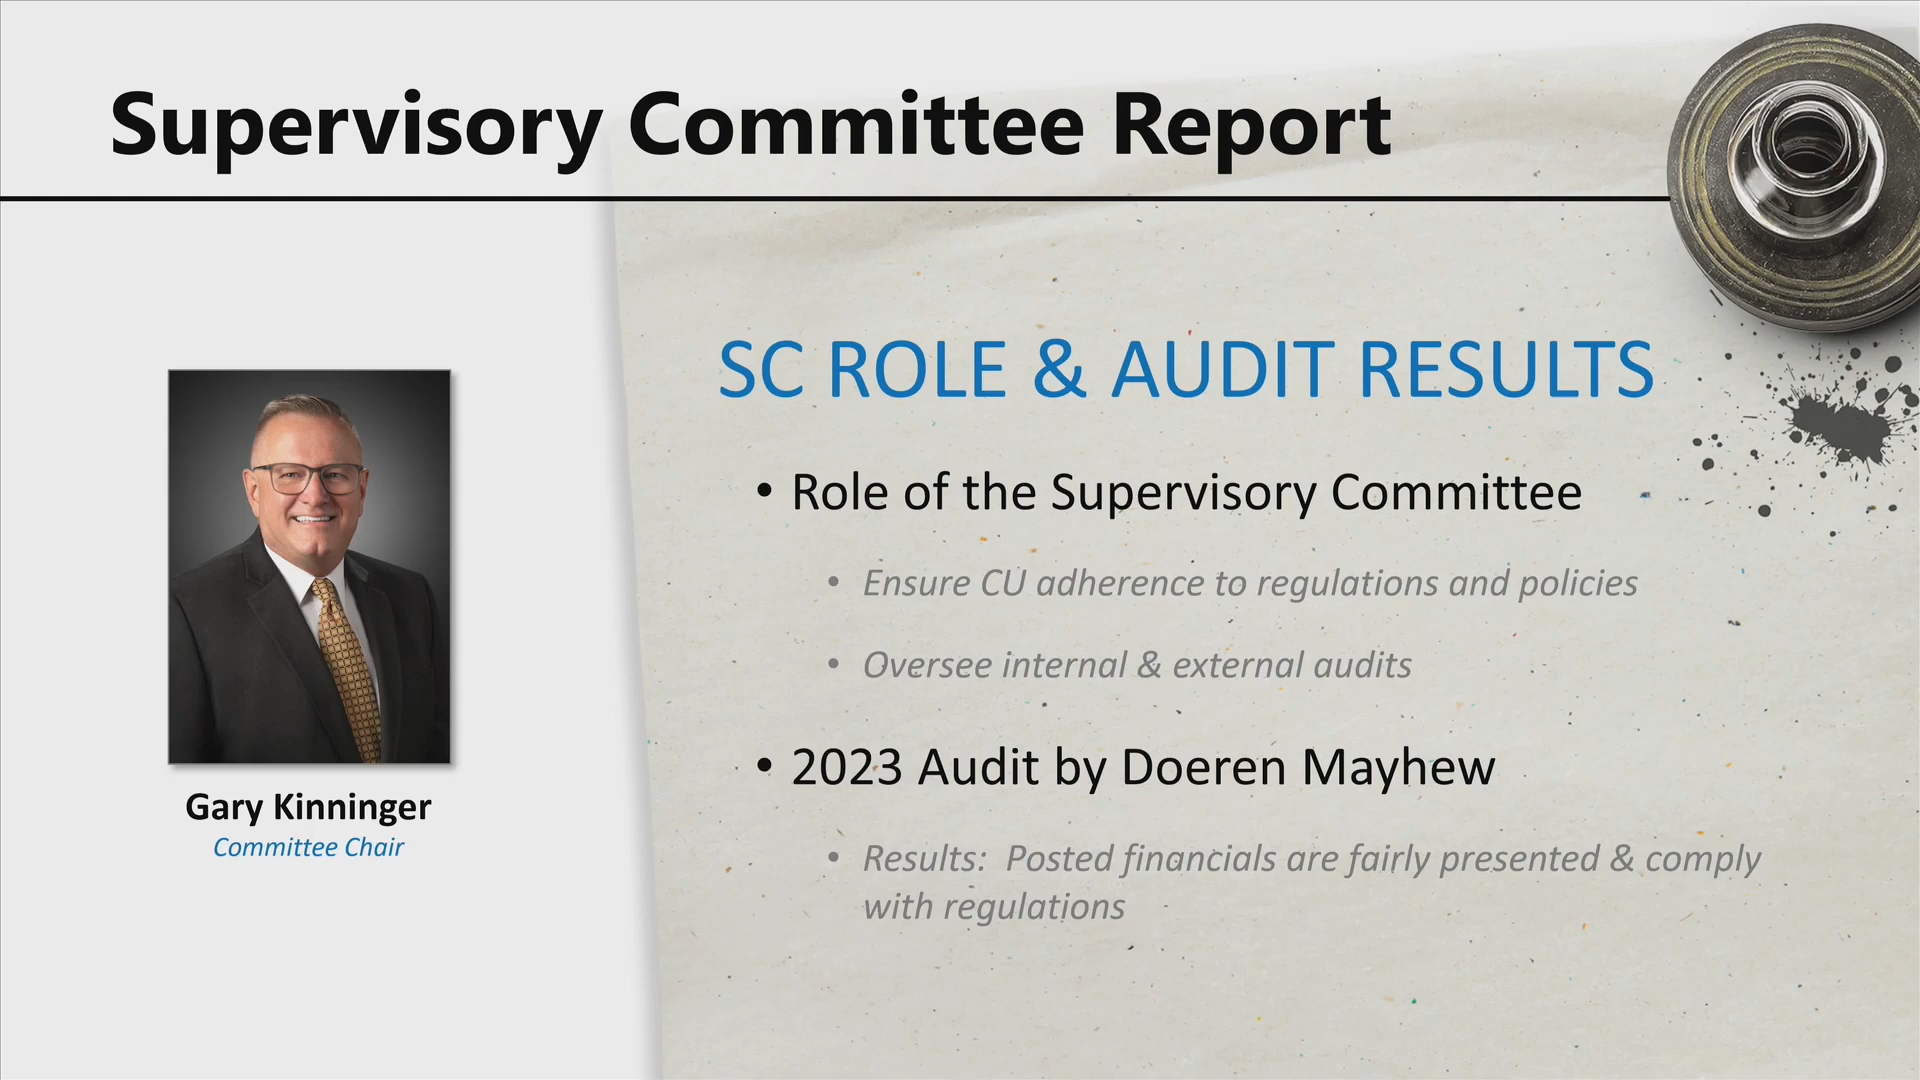 Supervisory Committee Report
SC ROLE & AUDIT RESULTS
• Role of the Supervisory Committee
• Ensure CU adherence to regulations and policies
• Oversee internal & external audits
• 2023 Audit by Doeren Mayhew
• Results:  Posted financials are fairly presented & comply
with regulations
Gary Kinninger
Committee Chair